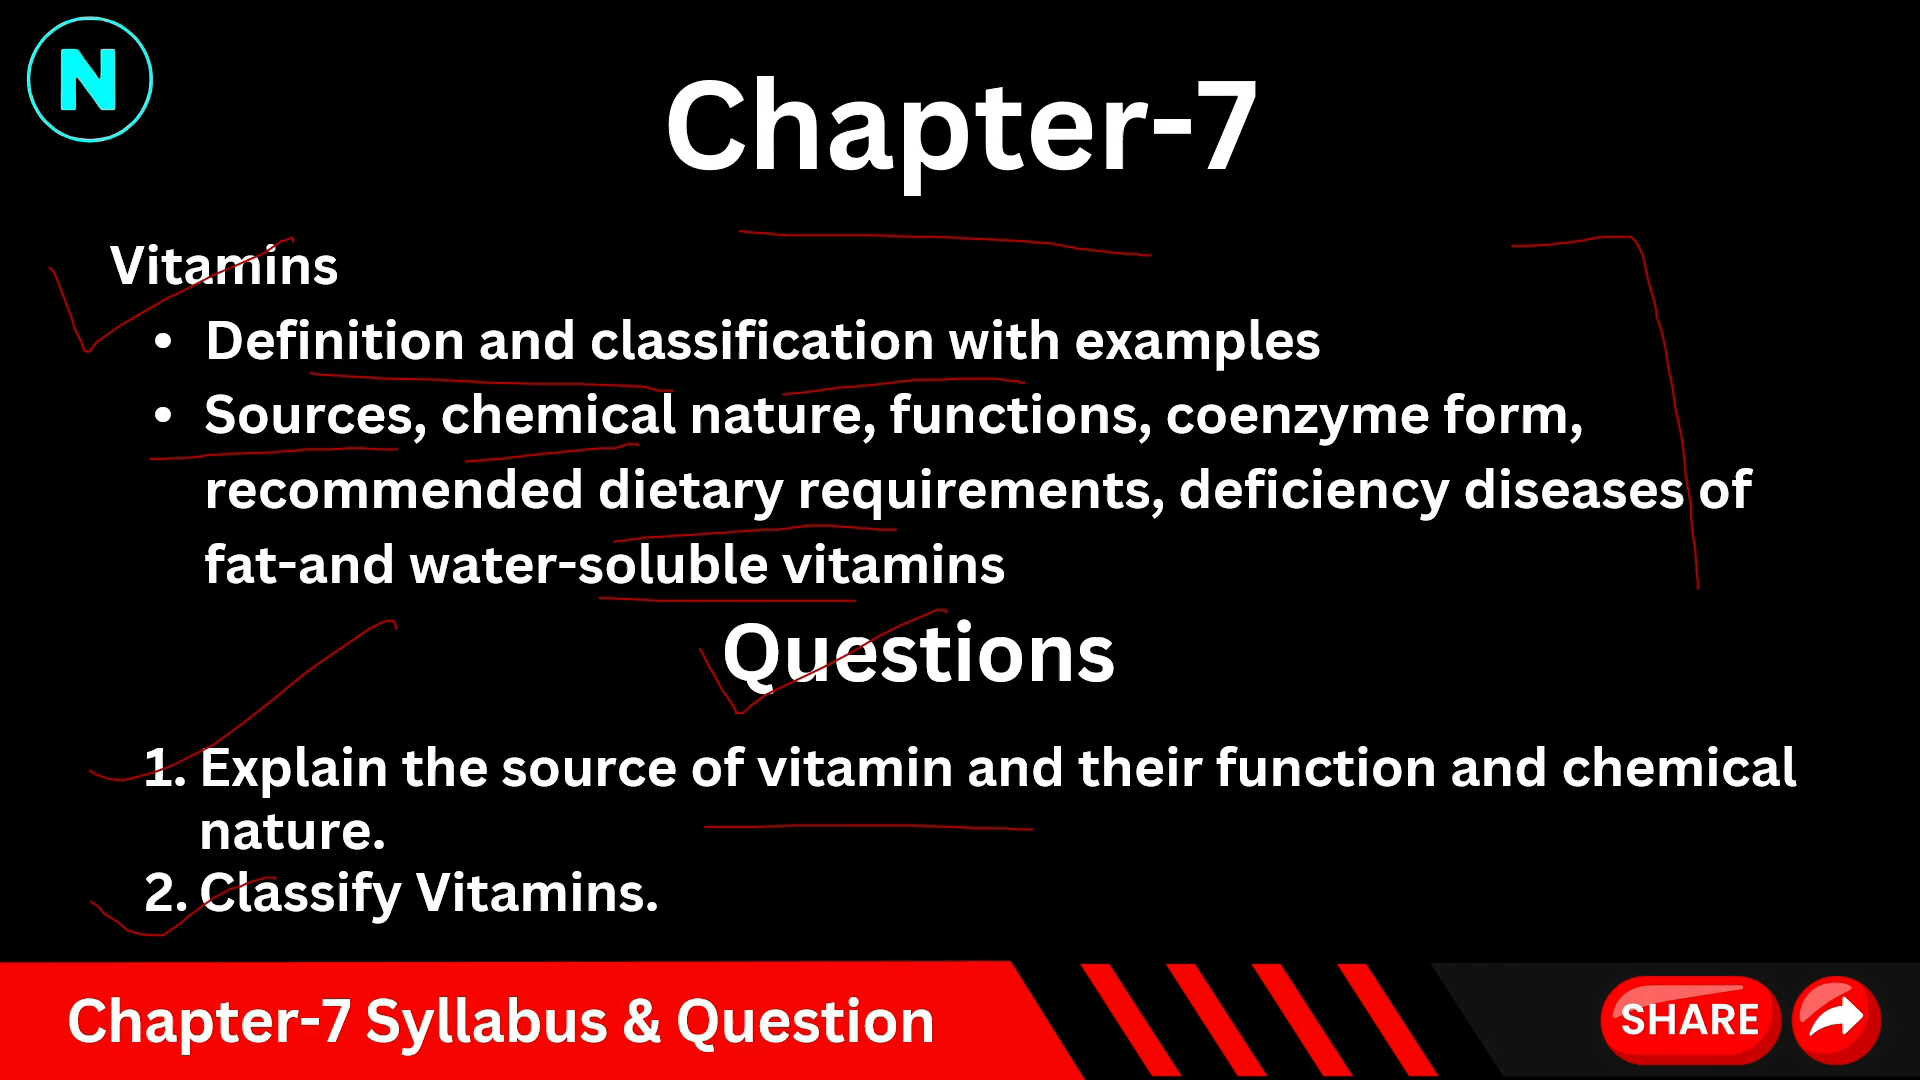 N
Chapter-7
Vitamins
• Definition and classification with examples
• Sources, chemical nature, functions, coenzyme form,
recommended dietary requirements, deficiency diseases of
fat-and water-soluble vitamins
Questions
1. Explain the source of vitamin and their function and chemical
nature.
2. Classify Vitamins.
Chapter-7 Syllabus & Question
SHARE